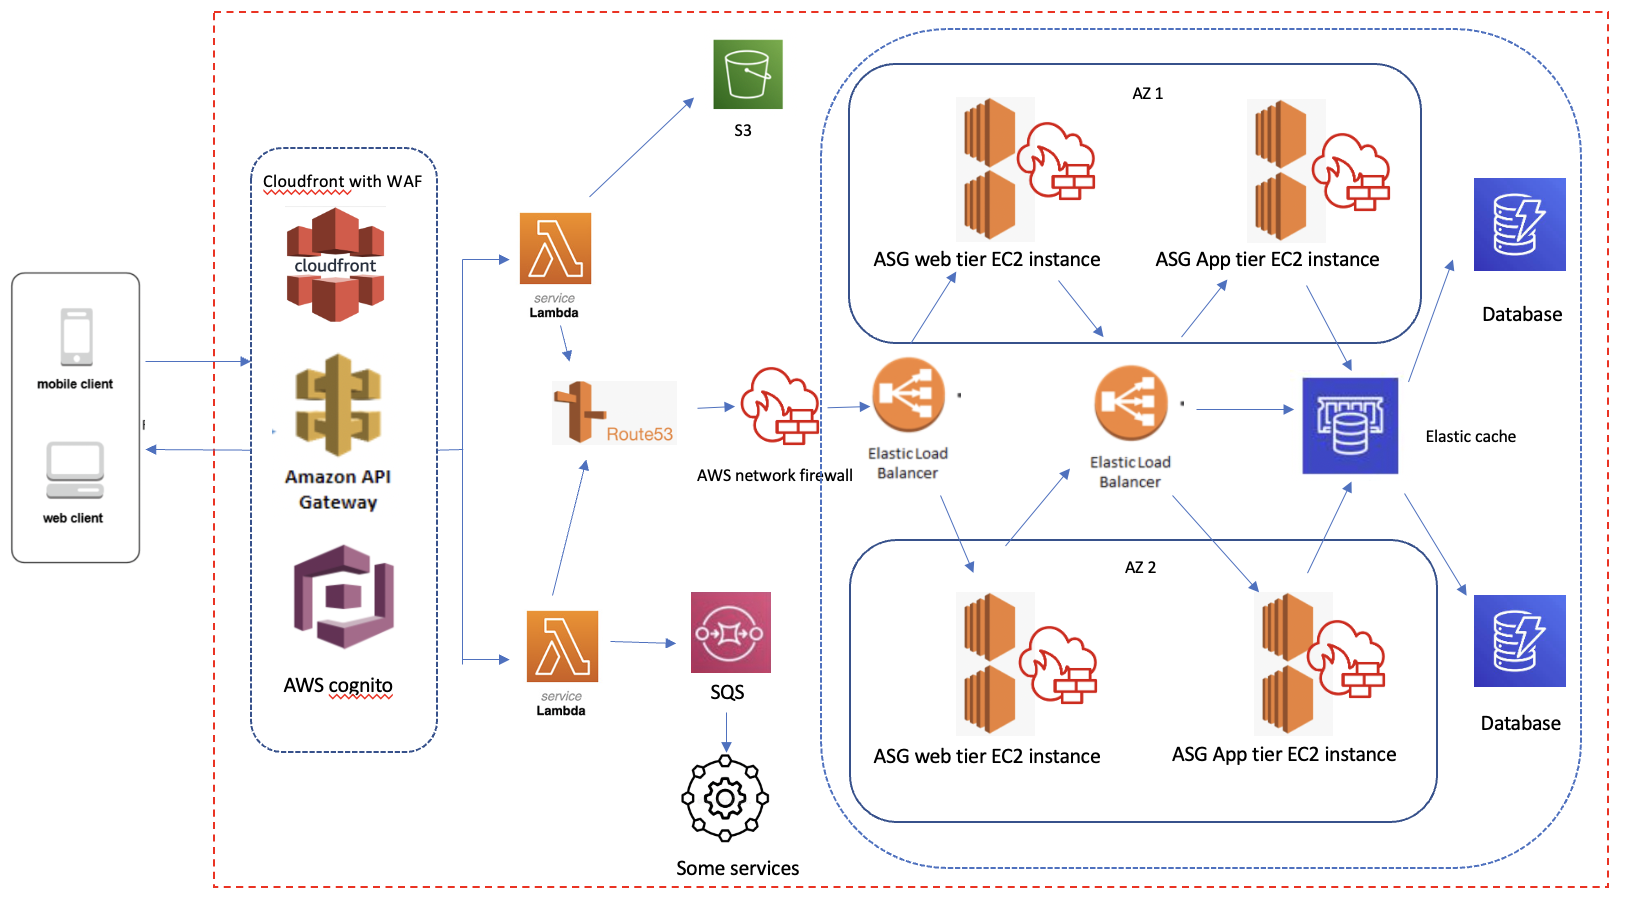 mobile client
web client
F
Cloudfront with WAF
cloudfront
Amazon API
Gateway
AWS cognito
service
Lambda
service
Lambda
S3
Route53
SQS
Some services
AWS network firewall
AZ 1
ASG web tier EC2 instance
ASG App tier EC2 instance
Elastic Load
Balancer
Elastic Load
Balancer
Elastic cache
AZ 2
ASG web tier EC2 instance
ASG App tier EC2 instance
Database
Database